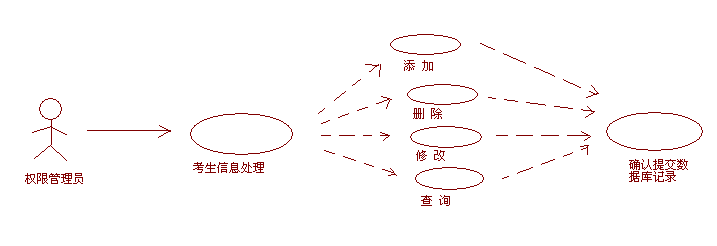 添 加
删 除
修 改
查 询
权限管理员
考生信息处理
确认提交数
据库记录